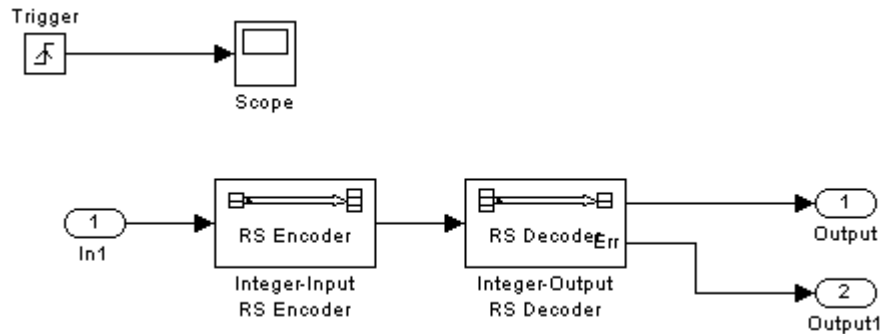 Trigger
Scope
1
In1
RS Encoder
Integer-Input
RS Encoder
RS Decoder
Err
Integer-Output
RS Decoder
1
Output
2
Output1